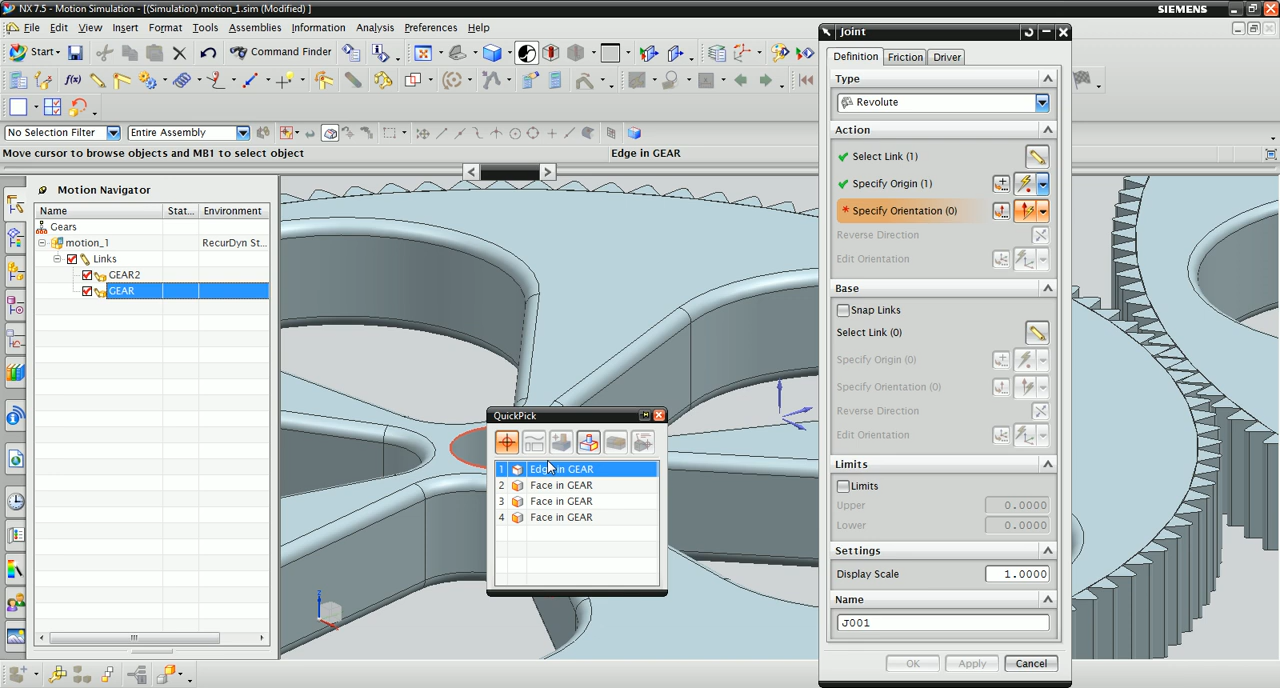 NX 7.5 - Motion Simulation - [(Simulation) motion_1.sim (Modified) ]
SIEMENS
File Edit View Insert Format Tools Assemblies Information Analysis Preferences Help
Start
Command Finder
No Selection Filter
Entire Assembly
Move cursor to browse objects and MB1 to select object
Edge in GEAR
Motion Navigator
Name Stat... Environment
Gears
motion_1 RecurDyn St...
Links
GEAR2
GEAR
QuickPick
1 Edge in GEAR
2 Face in GEAR
3 Face in GEAR
4 Face in GEAR
Joint
Definition Friction Driver
Type
Revolute
Action
Select Link (1)
Specify Origin (1)
* Specify Orientation (0)
Reverse Direction
Edit Orientation
Base
Snap Links
Select Link (0)
Specify Origin (0)
Specify Orientation (0)
Reverse Direction
Edit Orientation
Limits
Limits
Upper 0.0000
Lower 0.0000
Settings
Display Scale 1.0000
Name
J001
OK Apply Cancel